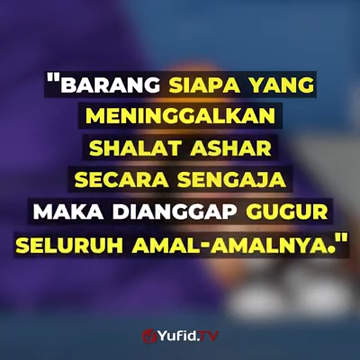 "BARANG SIAPA YANG
MENINGGALKAN
SHALAT ASHAR
SECARA SENGAJA
MAKA DIANGGAP GUGUR
SELURUH AMAL-AMALNYA."
YUFID.TV